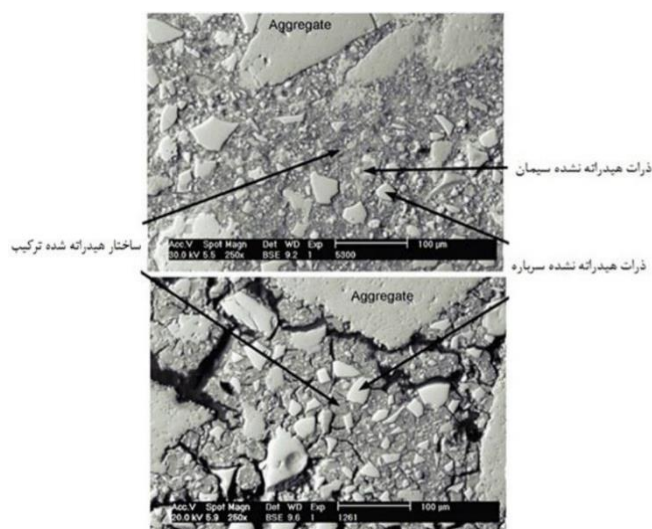 Aggregate
ذرات هیدراته نشده سیمان
ساختار هیدراته شده ترکیب
Acc.V Spot Magn Det WD Exp 100 µm
30.0 kV 5.5 250x BSE 9.2 1 5300
ذرات هیدراته نشده سرباره
Aggregate
Acc.V Spot Magn Det WD Exp 100 µm
20.0 kV 5.9 250x BSE 9.6 1 1261